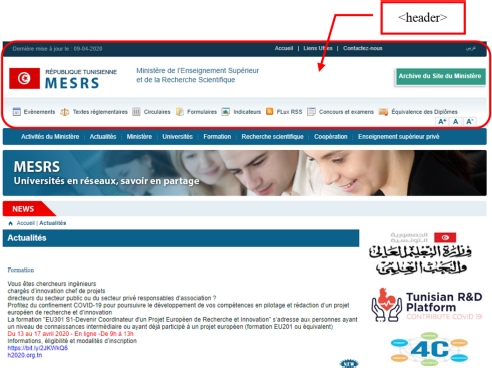 <header>
Dernière mise à jour le : 09-04-2020
Accueil | Liens Utiles | Contactez-nous
عربي
RÉPUBLIQUE TUNISIENNE
MESRS
Ministère de l'Enseignement Supérieur
et de la Recherche Scientifique
Archive du Site du Ministère
Evènements
Textes réglementaires
Circulaires
Formulaires
Indicateurs
FLux RSS
Concours et examens
Équivalence des Diplômes
A+ A A-
Activités du Ministère
Actualités
Ministère
Universités
Formation
Recherche scientifique
Coopération
Enseignement supérieur privé
MESRS
Universités en réseaux, savoir en partage
NEWS
Accueil | Actualités
Actualités
Formation
Vous êtes chercheurs ingénieurs
chargés d'innovation chef de projets
directeurs du secteur public ou du secteur privé responsables d'association ?
Profitez du confinement COVID-19 pour poursuivre le développement de vos compétences en pilotage et rédaction d'un projet
européen de recherche et d'innovation
La formation "EU301 S1-Devenir Coordinateur d'un Projet Européen de Recherche et Innovation" s'adresse aux personnes ayant
un niveau de connaissances intermédiaire ou ayant déjà participé à un projet européen (formation EU201 ou équivalent)
Du 13 au 17 avril 2020 - En ligne -De 9h à 13h
Informations, éligibilité et modalités d'inscription
https://bit.ly/2JKWkQ6
h2020.org.tn
NEW
الجمهورية التونسية
وزارة التعليم العالي
والبحث العلمي
Tunisian R&D
Platform
CONTRIBUTE COVID-19
4C